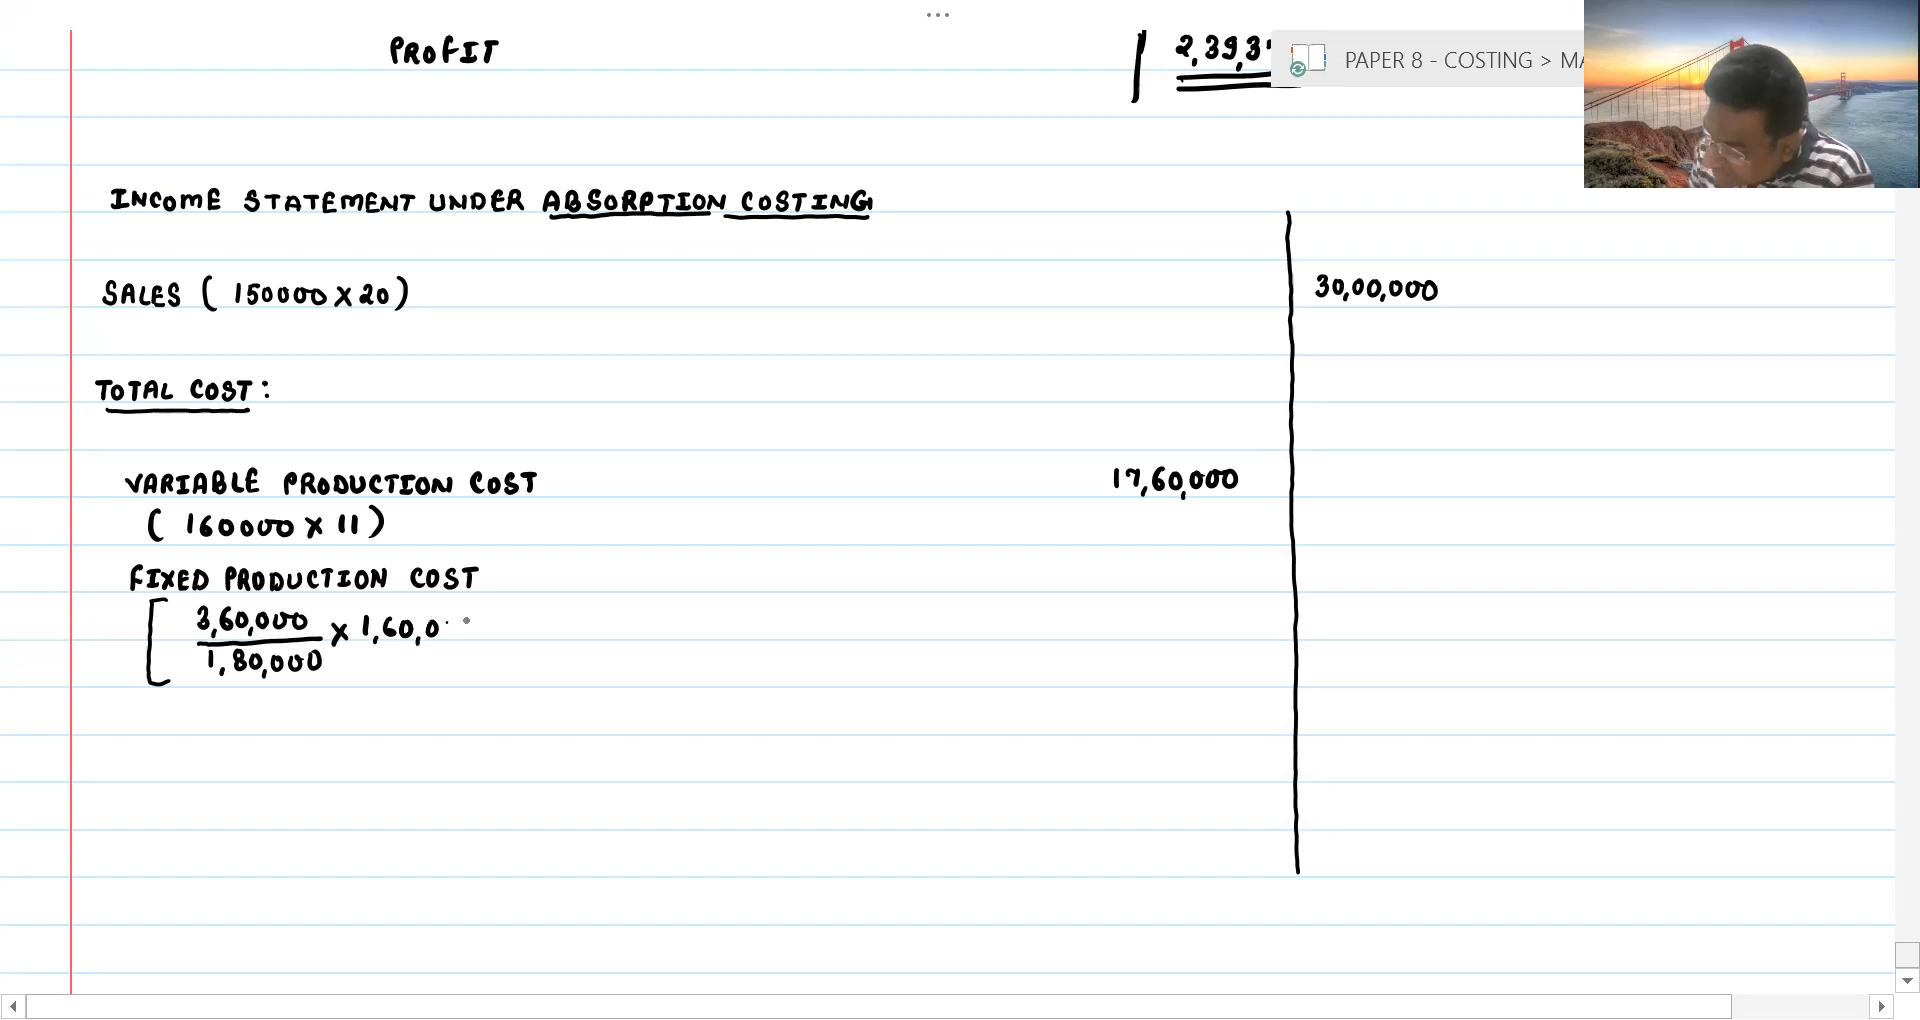 PROFIT
2,39,3
PAPER 8 - COSTING >
INCOME STATEMENT UNDER ABSORPTION COSTING
SALES ( 150000 X 20 )
30,00,000
TOTAL COST :
VARIABLE PRODUCTION COST
17,60,000
( 160000 X 11 )
FIXED PRODUCTION COST
[ 3,60,000
X 1,60,0
1,80,000